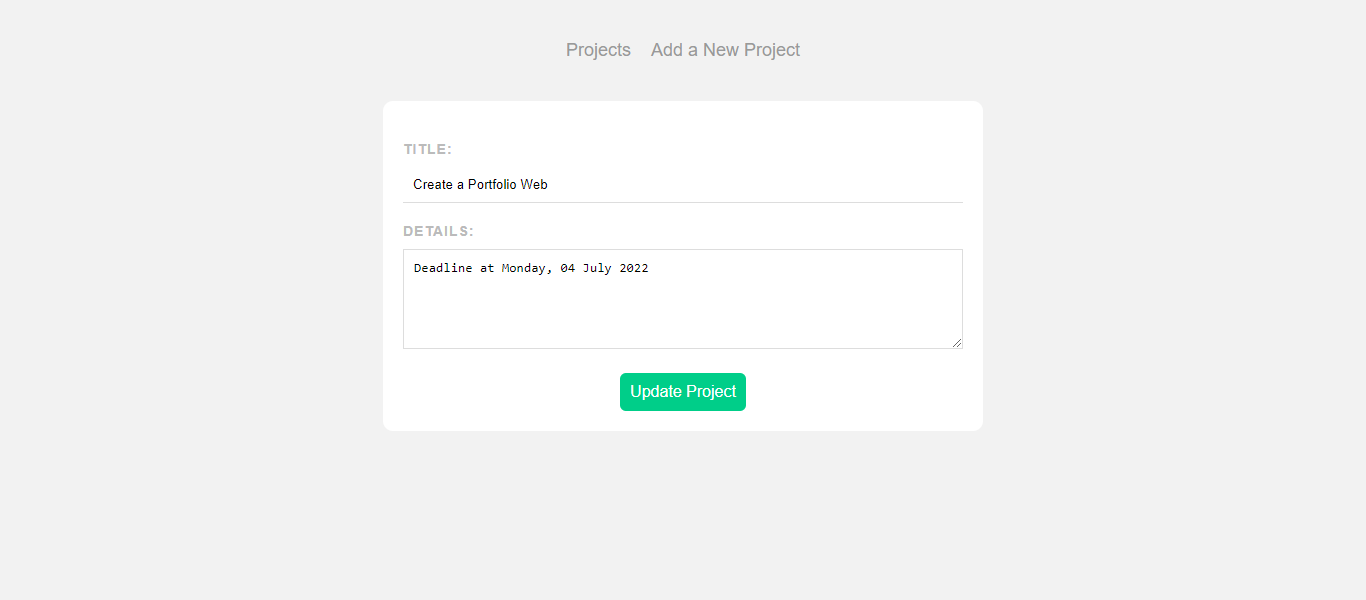 Projects Add a New Project
TITLE:
Create a Portfolio Web
DETAILS:
Deadline at Monday, 04 July 2022
Update Project